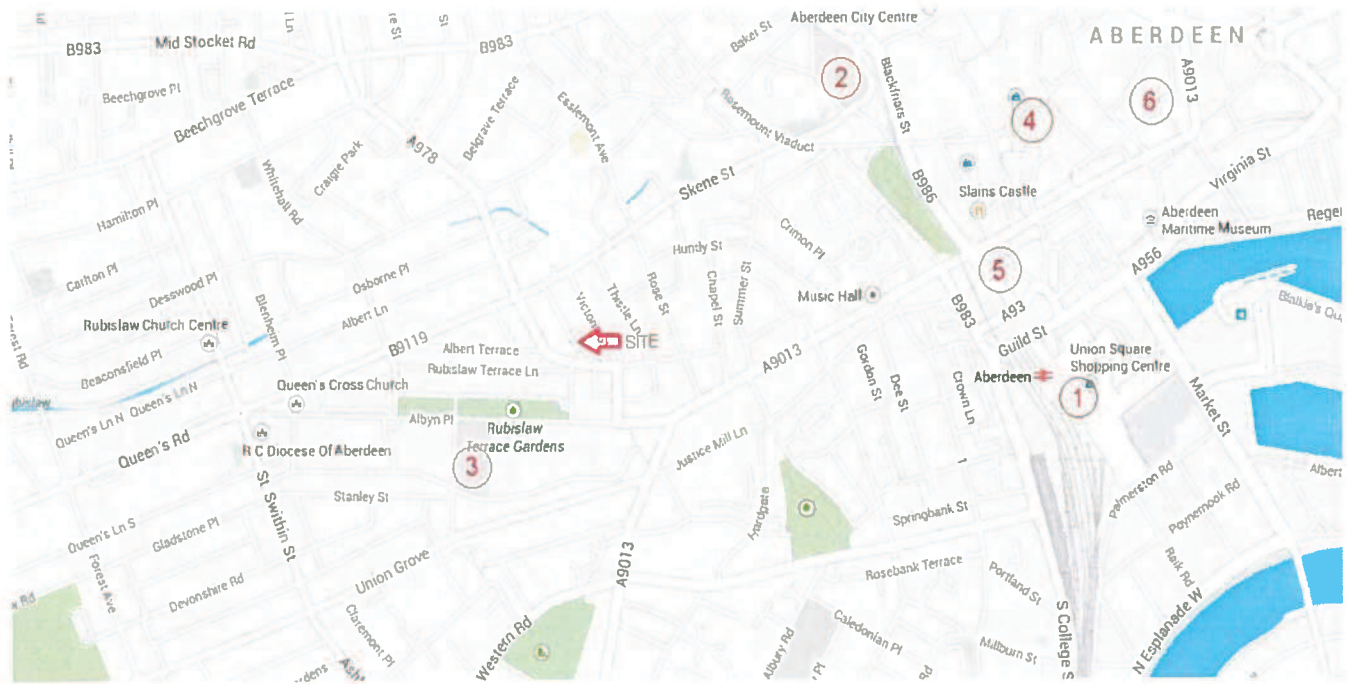 Aberdeen City Centre
ABERDEEN
B983
Mid Stocket Rd
B983
Baker St
A9013
2
Beechgrove Pl
Beechgrove Terrace
Belgrave Terrace
Esslemont Ave
Rosemount Viaduct
Blackfriars St
4
6
A978
Craigie Park
Whitehall Rd
Skene St
B986
Slains Castle
Virginia St
Hamilton Pl
Crimon Pl
Aberdeen
Maritime Museum
Huntly St
Carlton Pl
Osborne Pl
Desswood Pl
Rose St
Chapel St
Summer St
Thistle Ln
5
A956
Music Hall
Blenheim Pl
Albert Ln
Rubislaw Church Centre
B983
A93
SITE
Guild St
B9119
Albert Terrace
Rubislaw Terrace Ln
A9013
Union Square
Shopping Centre
Beaconsfield Pl
Queen's Cross Church
Gordon St
Dee St
Crown Ln
Aberdeen
1
Market St
Queen's Ln N
Queen's Ln N
Albyn Pl
Rubislaw
Terrace Gardens
Queen's Rd
R C Diocese Of Aberdeen
3
Justice Mill Ln
Stanley St
Hardgate
Palmerston Rd
Poynernook Rd
Springbank St
St Swithin St
Queen's Ln S
Gladstone Pl
Union Grove
A9013
Raik Rd
Rosebank Terrace
Portland St
Forest Ave
Devonshire Rd
N Esplanade W
S College S
Claremont Pl
Western Rd
Albury Rd
Caledonian Pl
Millburn St
Rd